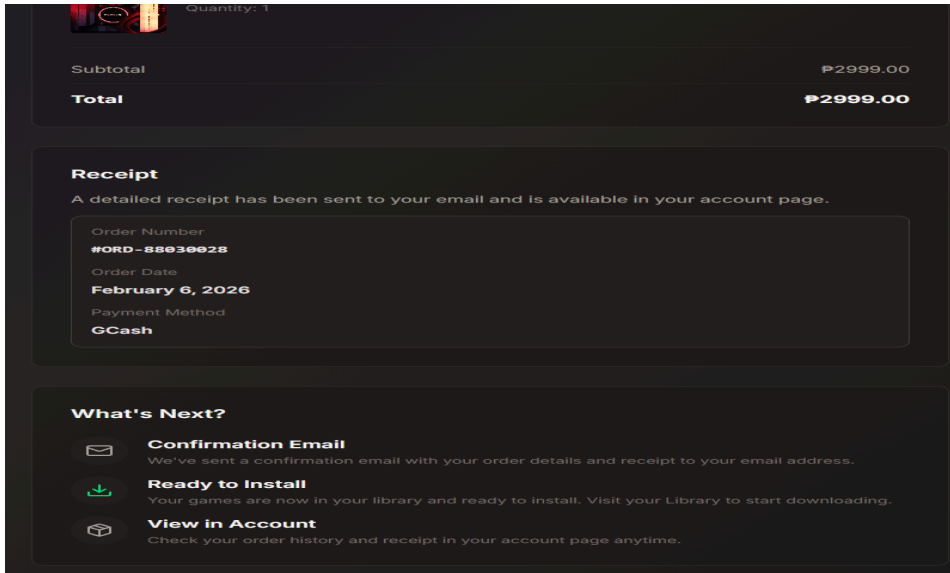 Quantity: 1
Subtotal ₱2999.00
Total ₱2999.00
Receipt
A detailed receipt has been sent to your email and is available in your account page.
Order Number
#ORD-88030028
Order Date
February 6, 2026
Payment Method
GCash
What's Next?
Confirmation Email
We've sent a confirmation email with your order details and receipt to your email address.
Ready to Install
Your games are now in your library and ready to install. Visit your Library to start downloading.
View in Account
Check your order history and receipt in your account page anytime.